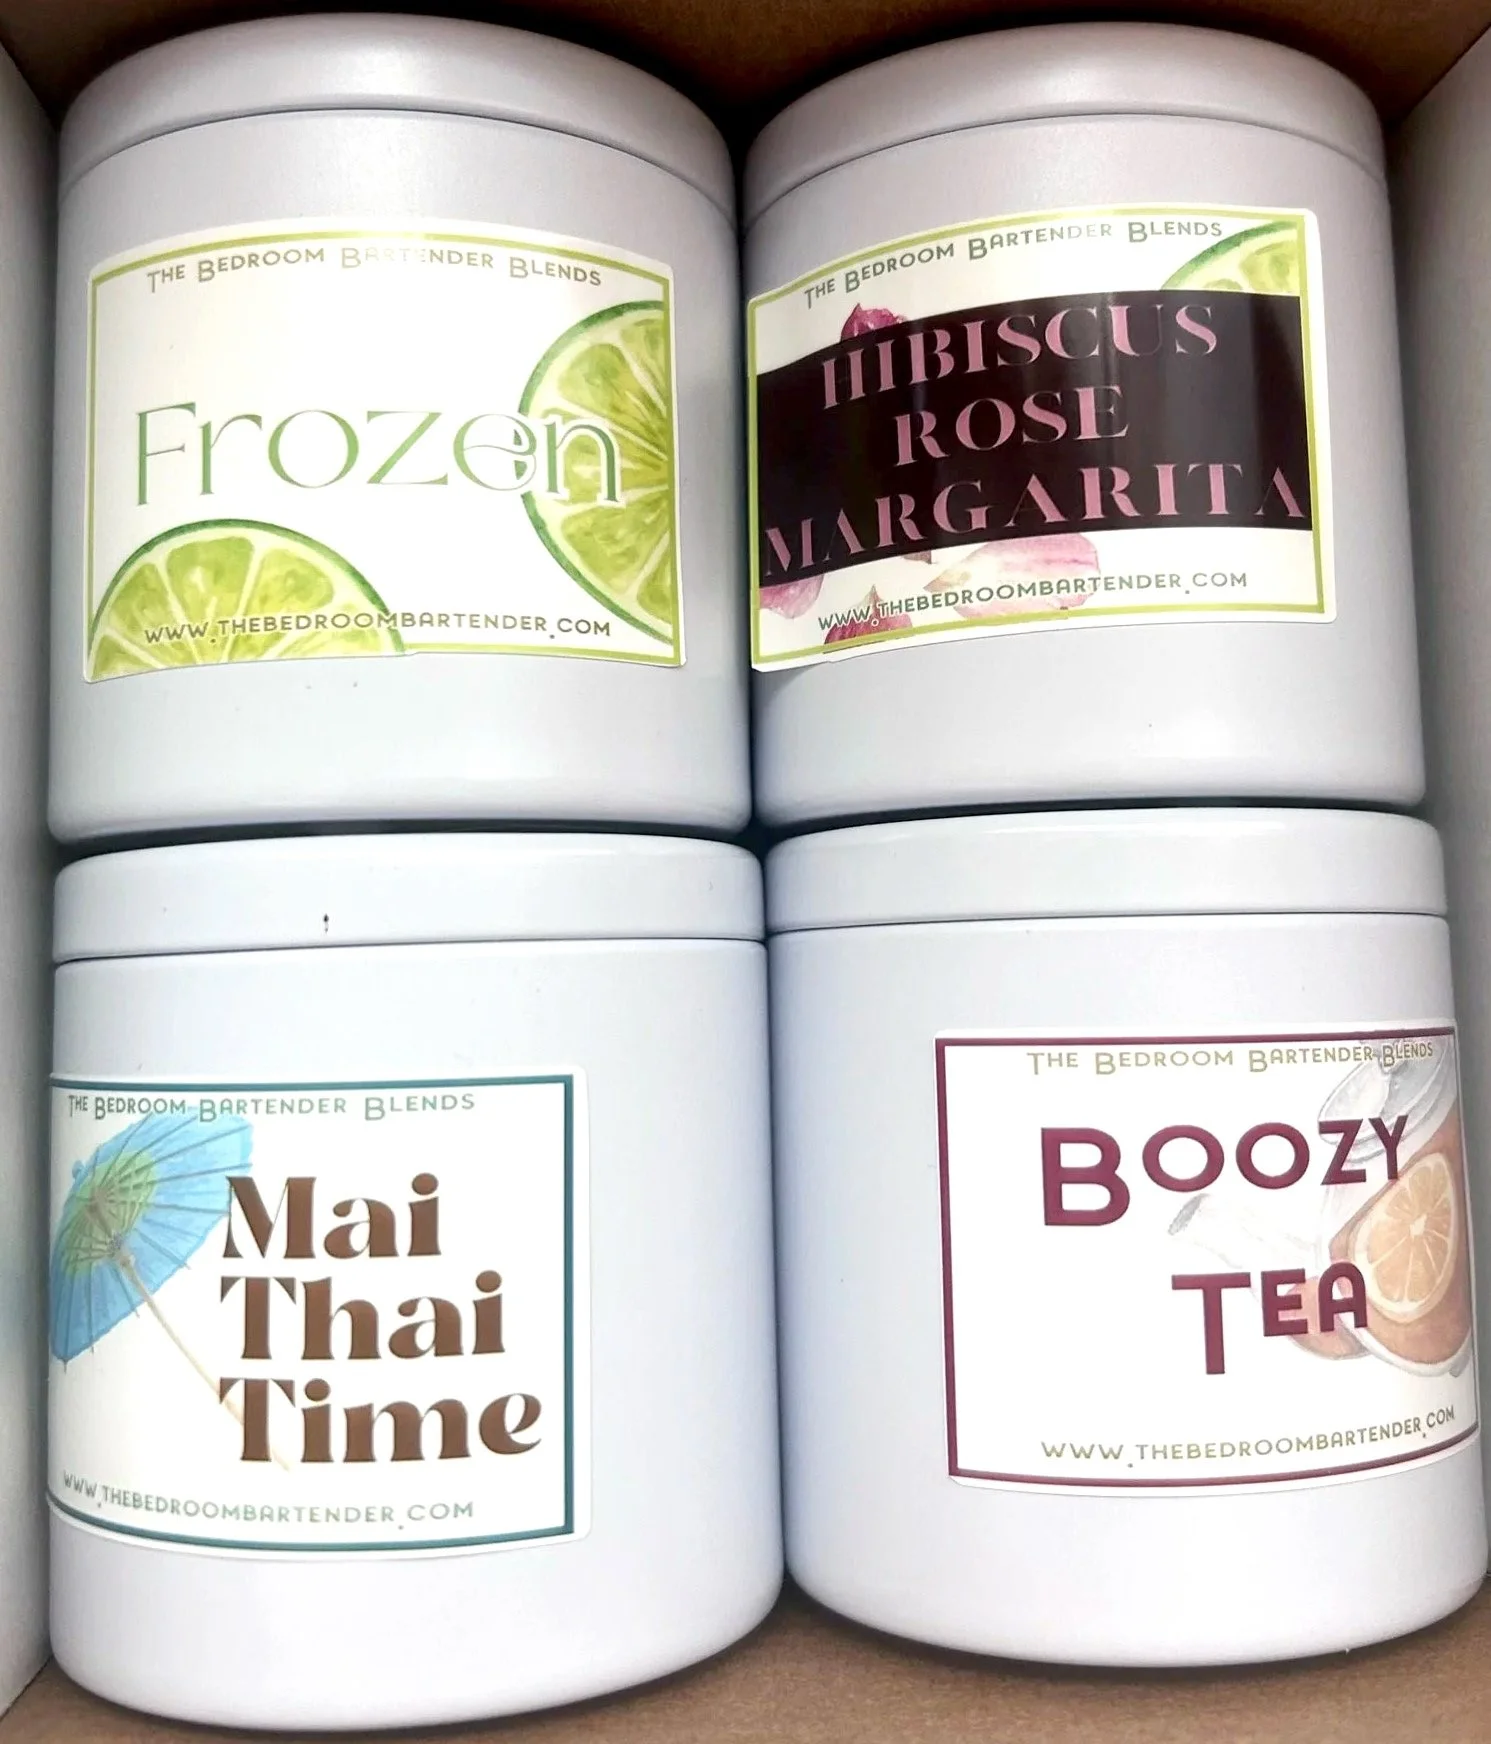 The Bedroom Bartender Blends
Frozen
www.thebedroombartender.com
The Bedroom Bartender Blends
HIBISCUS
ROSE
MARGARITA
www.thebedroombartender.com
The Bedroom Bartender Blends
Mai
Thai
Time
www.thebedroombartender.com
The Bedroom Bartender Blends
Boozy
Tea
www.thebedroombartender.com